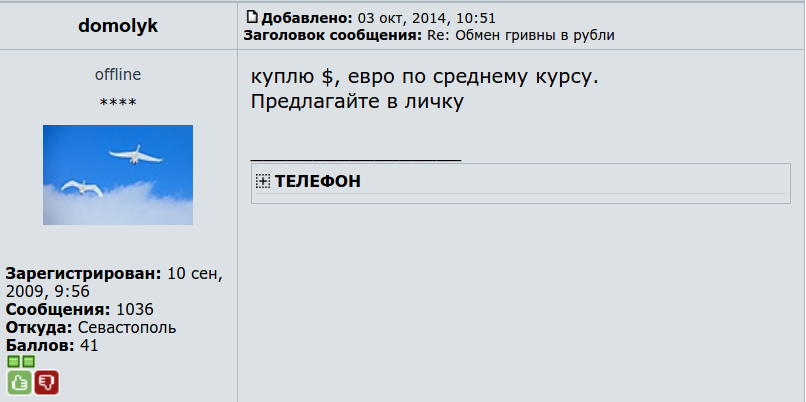 domolyk
Добавлено: 03 окт, 2014, 10:51
Заголовок сообщения: Re: Обмен гривны в рубли
offline
****
куплю $, евро по среднему курсу.
Предлагайте в личку
_____________________
ТЕЛЕФОН
Зарегистрирован: 10 сен,
2009, 9:56
Сообщения: 1036
Откуда: Севастополь
Баллов: 41